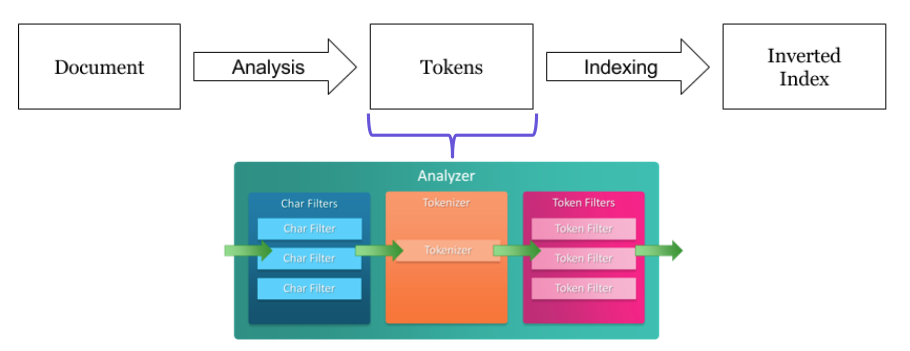 Document
Analysis
Tokens
Indexing
Inverted
Index
Analyzer
Char Filters
Char Filter
Char Filter
Char Filter
Tokenizer
Tokenizer
Token Filters
Token Filter
Token Filter
Token Filter